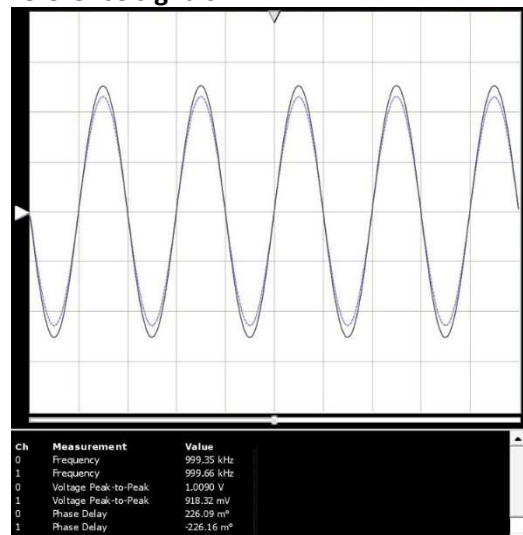 Ch Measurement Value
0 Frequency 999.35 kHz
1 Frequency 999.66 kHz
0 Voltage Peak-to-Peak 1.0090 V
1 Voltage Peak-to-Peak 918.32 mV
0 Phase Delay 226.09 m°
1 Phase Delay -226.16 m°